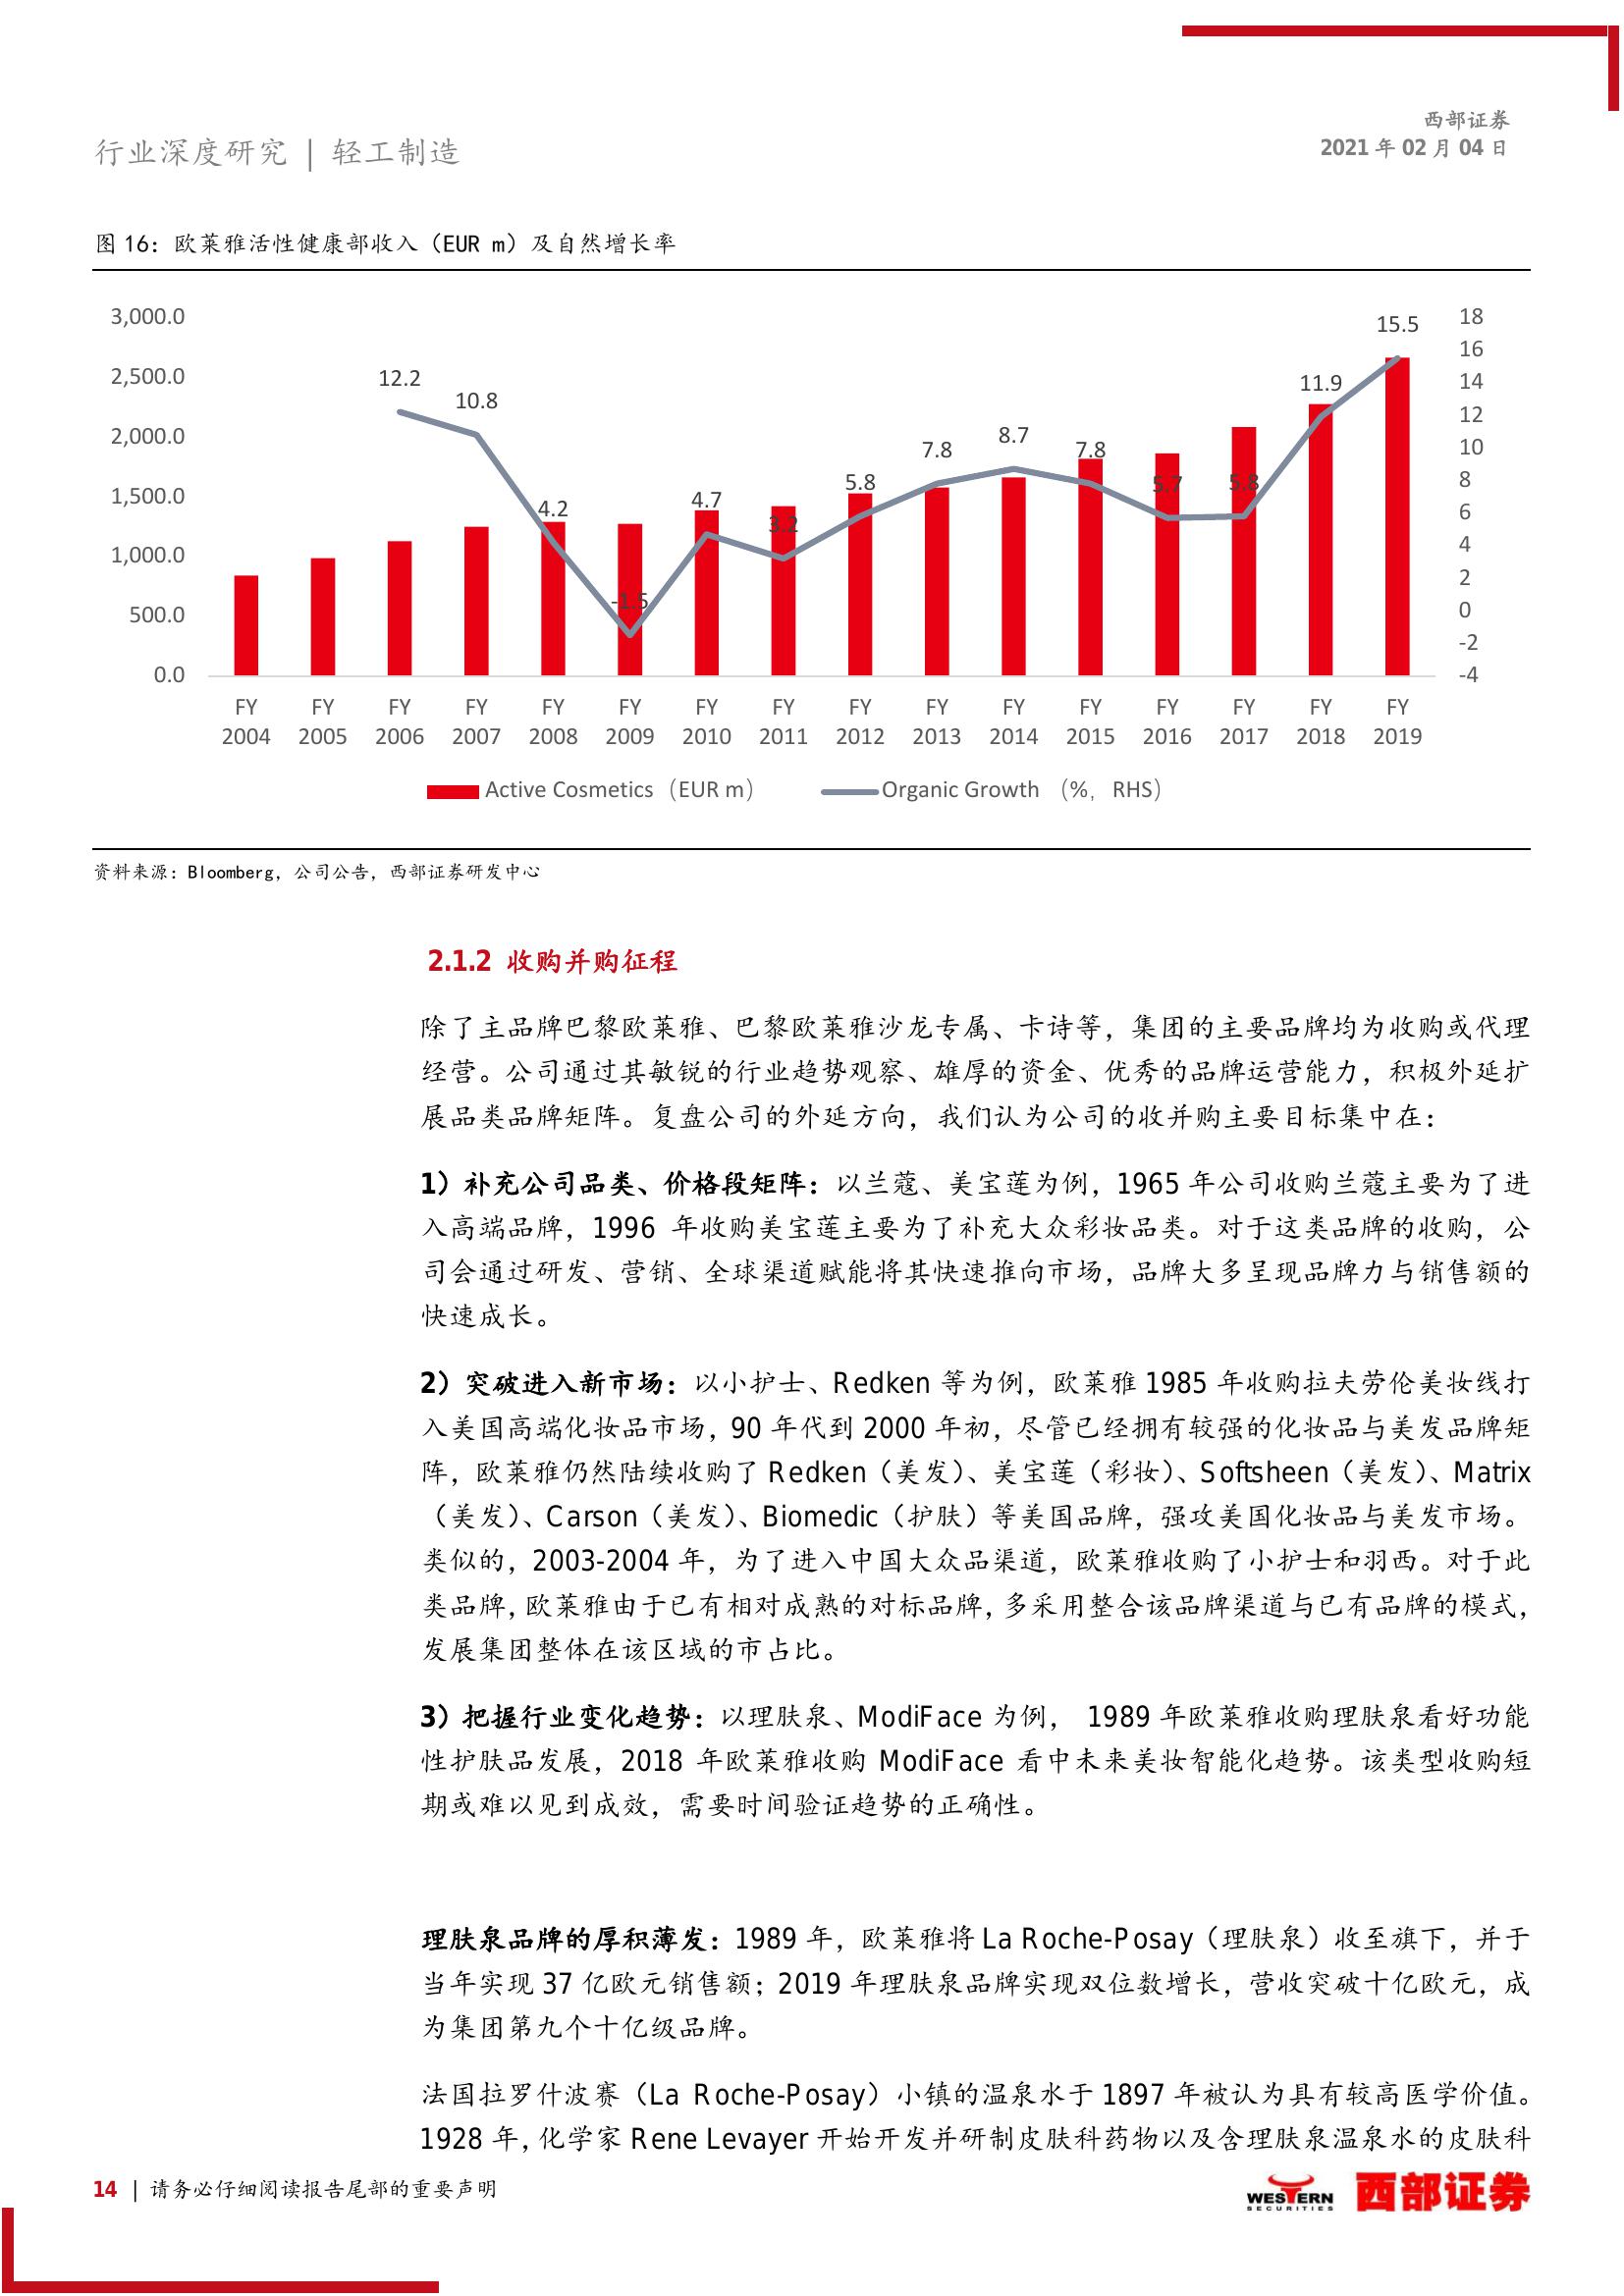 西部证券
行业深度研究 | 轻工制造
2021 年 02 月 04 日
图 16：欧莱雅活性健康部收入（EUR m）及自然增长率
3,000.0
2,500.0
2,000.0
1,500.0
1,000.0
500.0
0.0
12.2
10.8
4.2
-1.5
4.7
3.2
5.8
7.8
8.7
7.8
5.7
5.8
11.9
15.5
18
16
14
12
10
8
6
4
2
0
-2
-4
FY FY FY FY FY FY FY FY FY FY FY FY FY FY FY FY
2004 2005 2006 2007 2008 2009 2010 2011 2012 2013 2014 2015 2016 2017 2018 2019
Active Cosmetics（EUR m） Organic Growth （%，RHS）
资料来源：Bloomberg，公司公告，西部证券研发中心
2.1.2 收购并购征程
除了主品牌巴黎欧莱雅、巴黎欧莱雅沙龙专属、卡诗等，集团的主要品牌均为收购或代理
经营。公司通过其敏锐的行业趋势观察、雄厚的资金、优秀的品牌运营能力，积极外延扩
展品类品牌矩阵。复盘公司的外延方向，我们认为公司的收并购主要目标集中在：
1）补充公司品类、价格段矩阵：以兰蔻、美宝莲为例，1965 年公司收购兰蔻主要为了进
入高端品牌，1996 年收购美宝莲主要为了补充大众彩妆品类。对于这类品牌的收购，公
司会通过研发、营销、全球渠道赋能将其快速推向市场，品牌大多呈现品牌力与销售额的
快速成长。
2）突破进入新市场：以小护士、Redken 等为例，欧莱雅 1985 年收购拉夫劳伦美妆线打
入美国高端化妆品市场，90 年代到 2000 年初，尽管已经拥有较强的化妆品与美发品牌矩
阵，欧莱雅仍然陆续收购了 Redken（美发）、美宝莲（彩妆）、Softsheen（美发）、Matrix
（美发）、Carson（美发）、Biomedic（护肤）等美国品牌，强攻美国化妆品与美发市场。
类似的，2003-2004 年，为了进入中国大众品渠道，欧莱雅收购了小护士和羽西。对于此
类品牌，欧莱雅由于已有相对成熟的对标品牌，多采用整合该品牌渠道与已有品牌的模式，
发展集团整体在该区域的市占比。
3）把握行业变化趋势：以理肤泉、ModiFace 为例， 1989 年欧莱雅收购理肤泉看好功能
性护肤品发展，2018 年欧莱雅收购 ModiFace 看中未来美妆智能化趋势。该类型收购短
期或难以见到成效，需要时间验证趋势的正确性。
理肤泉品牌的厚积薄发：1989 年，欧莱雅将 La Roche-Posay（理肤泉）收至旗下，并于
当年实现 37 亿欧元销售额；2019 年理肤泉品牌实现双位数增长，营收突破十亿欧元，成
为集团第九个十亿级品牌。
法国拉罗什波赛（La Roche-Posay）小镇的温泉水于 1897 年被认为具有较高医学价值。
1928 年，化学家 Rene Levayer 开始开发并研制皮肤科药物以及含理肤泉温泉水的皮肤科
14 | 请务必仔细阅读报告尾部的重要声明
WESTERN
SECURITIES
西部证券